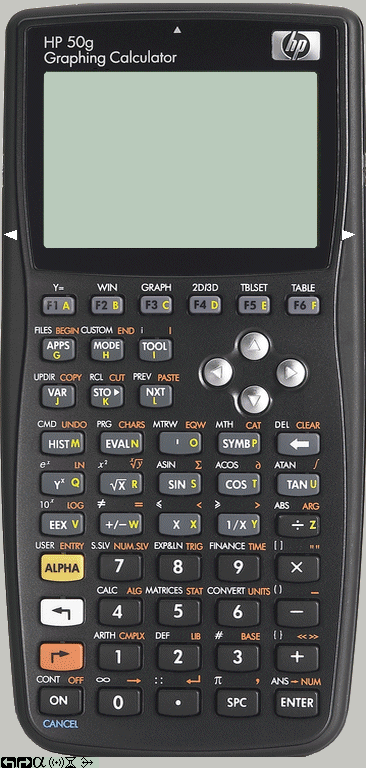 HP 50g
Graphing Calculator
hp
Y= WIN GRAPH 2D/3D TBLSET TABLE
F1 A F2 B F3 C F4 D F5 E F6 F
FILES BEGIN CUSTOM END i I
APPS G MODE H TOOL I
UPDIR COPY RCL CUT PREV PASTE
VAR J STO▶ K NXT L
CMD UNDO PRG CHARS MTRW EQW MTH CAT DEL CLEAR
HIST M EVAL N ' O SYMB P ←
eˣ LN x² ˣ√y ASIN Σ ACOS ∂ ATAN ∫
Yˣ Q √X R SIN S COS T TAN U
10ˣ LOG ≠ = ≤ < ≥ > ABS ARG
EEX V +/− W X X 1/X Y ÷ Z
USER ENTRY S.SLV NUM.SLV EXP&LN TRIG FINANCE TIME [ ] " "
ALPHA 7 8 9 ×
CALC ALG MATRICES STAT CONVERT UNITS ( ) _
4 5 6 −
ARITH CMPLX DEF LIB # BASE { } « »
1 2 3 +
CONT OFF ∞ → : : ↵ π , ANS → NUM
ON 0 . SPC ENTER
CANCEL